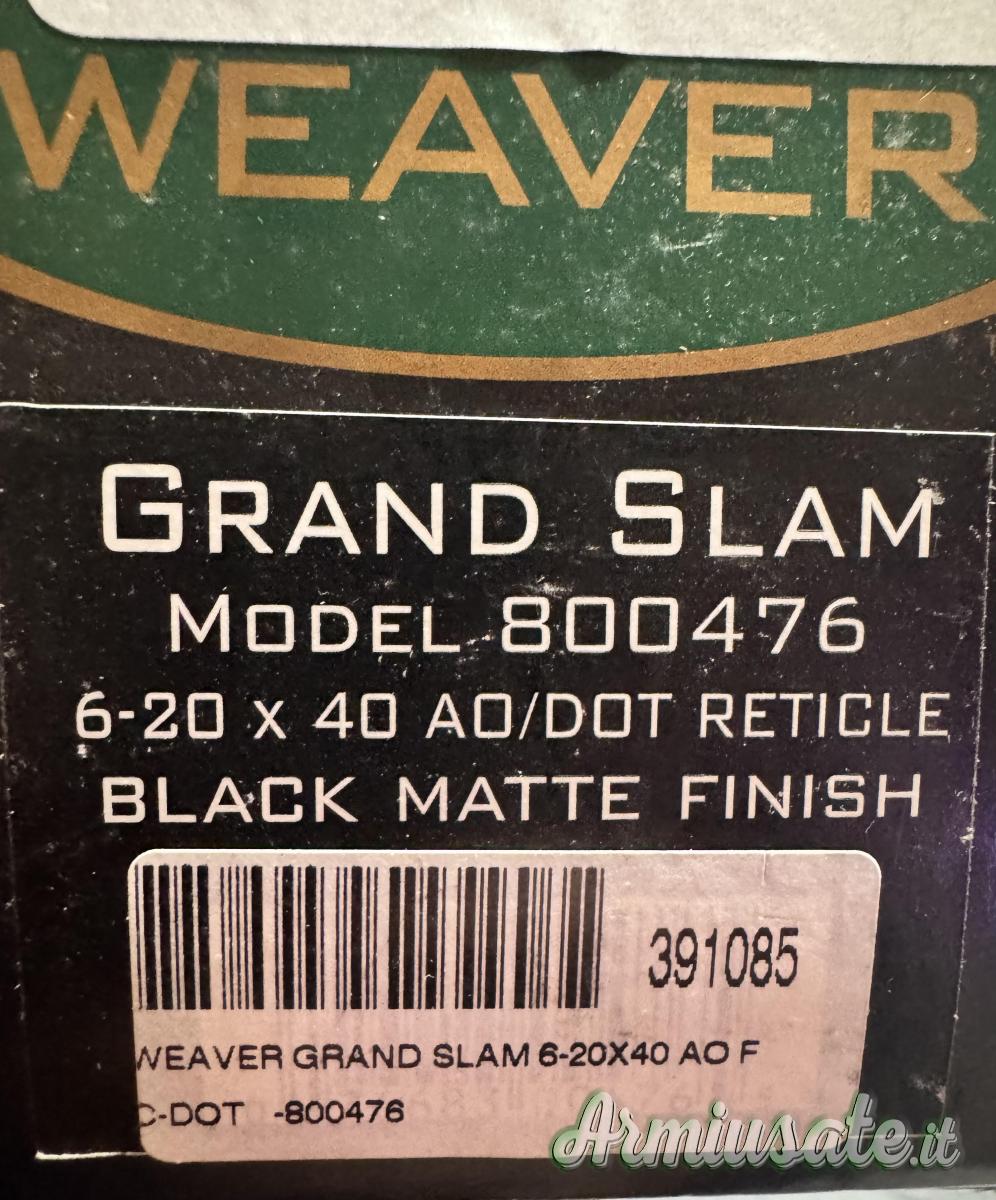 WEAVER
GRAND SLAM
MODEL 800476
6-20 X 40 AO/DOT RETICLE
BLACK MATTE FINISH
391085
WEAVER GRAND SLAM 6-20X40 AO F
C-DOT -800476
Armiusate.it